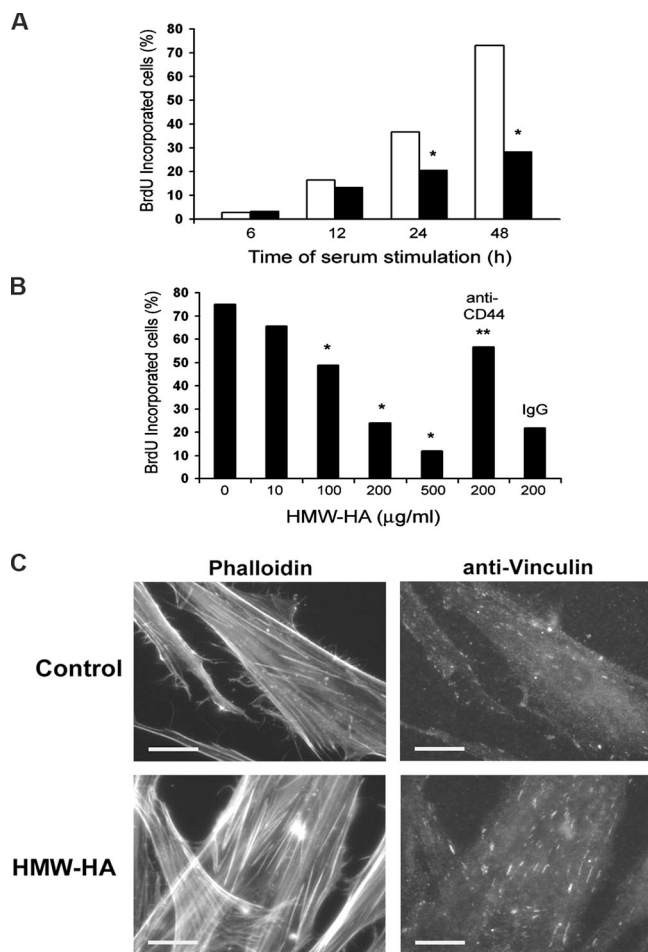 A
BrdU Incorporated cells (%)
80
70
60
50
40
30
20
10
0
*
*
6 12 24 48
Time of serum stimulation (h)
B
BrdU Incorporated cells (%)
80
70
60
50
40
30
20
10
0
*
*
*
anti-
CD44
**
IgG
0 10 100 200 500 200 200
HMW-HA (μg/ml)
C
Phalloidin anti-Vinculin
Control
HMW-HA